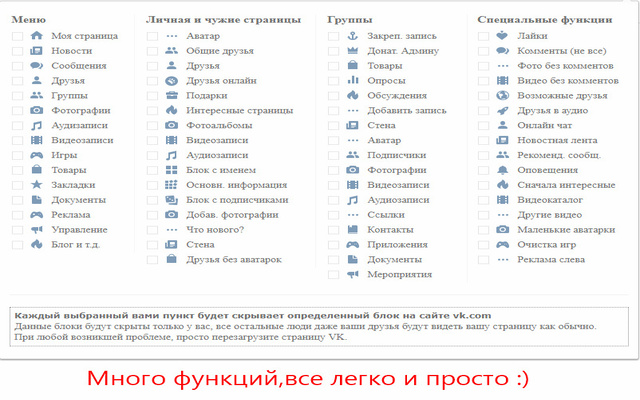 Меню
Моя страница
Новости
Сообщения
Друзья
Группы
Фотографии
Аудизаписи
Видеозаписи
Игры
Товары
Закладки
Документы
Реклама
Управление
Блог и т.д.
Личная и чужие страницы
Аватар
Общие друзья
Друзья
Друзья онлайн
Подарки
Интересные страницы
Фотоальбомы
Видеозаписи
Аудиозаписи
Блок с именем
Основн. информация
Блок с подписчиками
Добав. фотографии
Что нового?
Стена
Друзья без аватарок
Группы
Закреп. запись
Донат. Админу
Товары
Опросы
Обсуждения
Добавить запись
Стена
Аватар
Подписчики
Фотографии
Видеозаписи
Аудиозаписи
Ссылки
Контакты
Приложения
Документы
Мероприятия
Специальные функции
Лайки
Комменты (не все)
Фото без комментов
Видео без комментов
Возможные друзья
Друзья в аудио
Онлайн чат
Новостная лента
Рекоменд. сообщ.
Оповещения
Сначала интересные
Видеокаталог
Другие видео
Маленькие аватарки
Очистка игр
Реклама слева
Каждый выбранный вами пункт будет скрывает определенный блок на сайте vk.com
Данные блоки будут скрыты только у вас, все остальные люди даже ваши друзья будут видеть вашу страницу как обычно.
При любой возникшей проблеме, просто перезагрузите страницу VK.
Много функций,все легко и просто :)